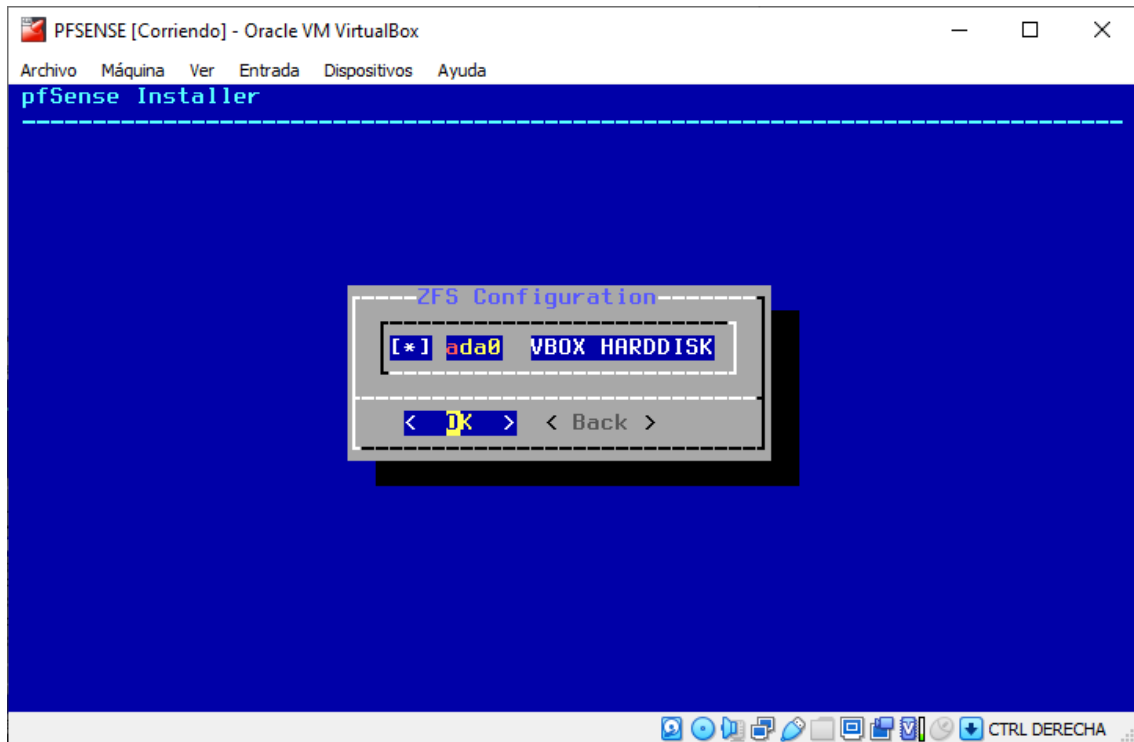 PFSENSE [Corriendo] - Oracle VM VirtualBox
Archivo Máquina Ver Entrada Dispositivos Ayuda
pfSense Installer
ZFS Configuration
[*] ada0 VBOX HARDDISK
< OK > < Back >
CTRL DERECHA